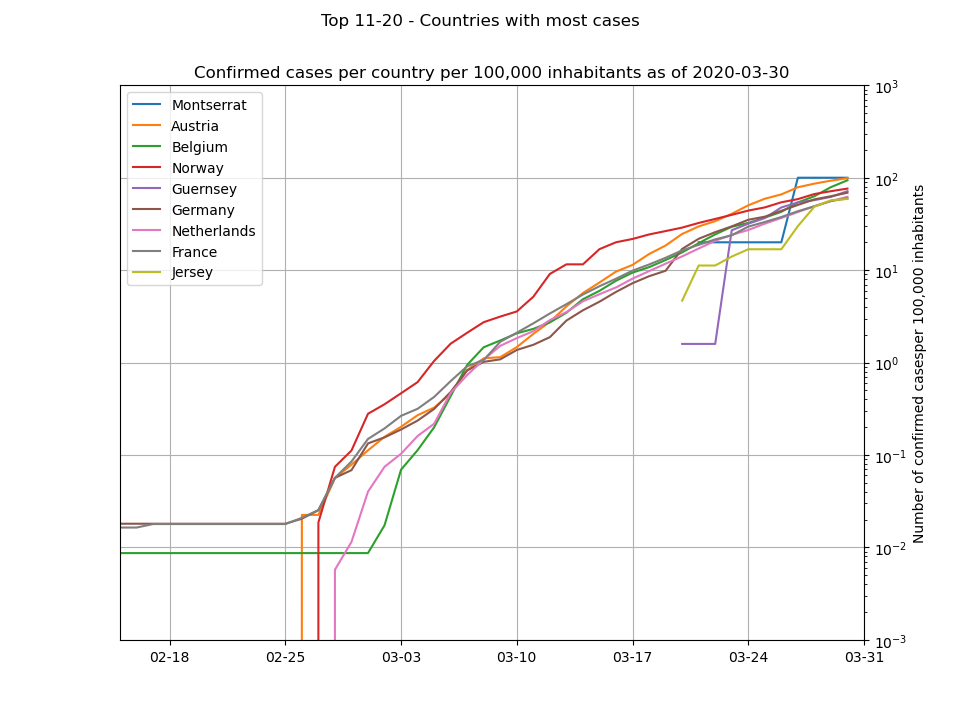 Top 11-20 - Countries with most cases
Confirmed cases per country per 100,000 inhabitants as of 2020-03-30
Montserrat
Austria
Belgium
Norway
Guernsey
Germany
Netherlands
France
Jersey
10³
10²
10¹
10⁰
10⁻¹
10⁻²
10⁻³
Number of confirmed casesper 100,000 inhabitants
02-18 02-25 03-03 03-10 03-17 03-24 03-31